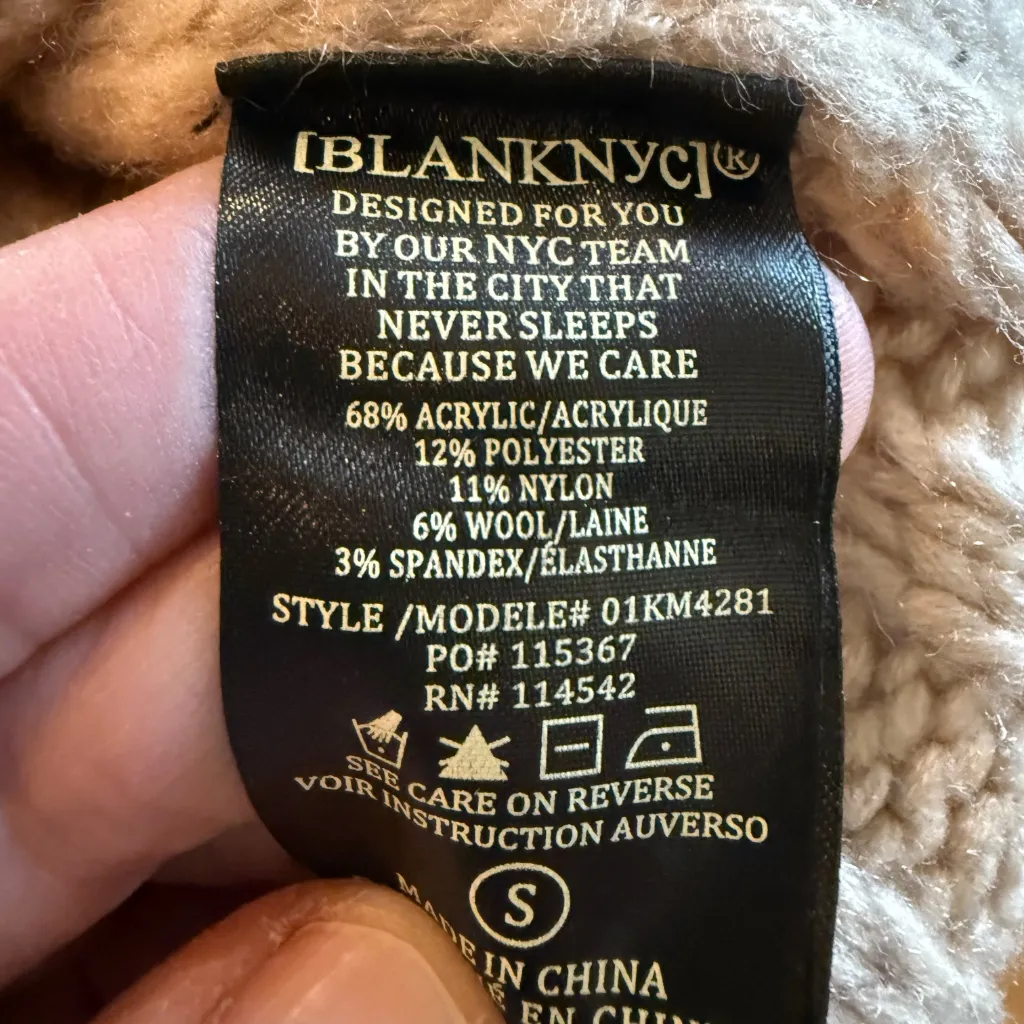 [BLANKNYC]®
DESIGNED FOR YOU
BY OUR NYC TEAM
IN THE CITY THAT
NEVER SLEEPS
BECAUSE WE CARE
68% ACRYLIC/ACRYLIQUE
12% POLYESTER
11% NYLON
6% WOOL/LAINE
3% SPANDEX/ÉLASTHANNE
STYLE /MODELE# 01KM4281
PO# 115367
RN# 114542
SEE CARE ON REVERSE
VOIR INSTRUCTION AUVERSO
S
MADE IN CHINA
EN